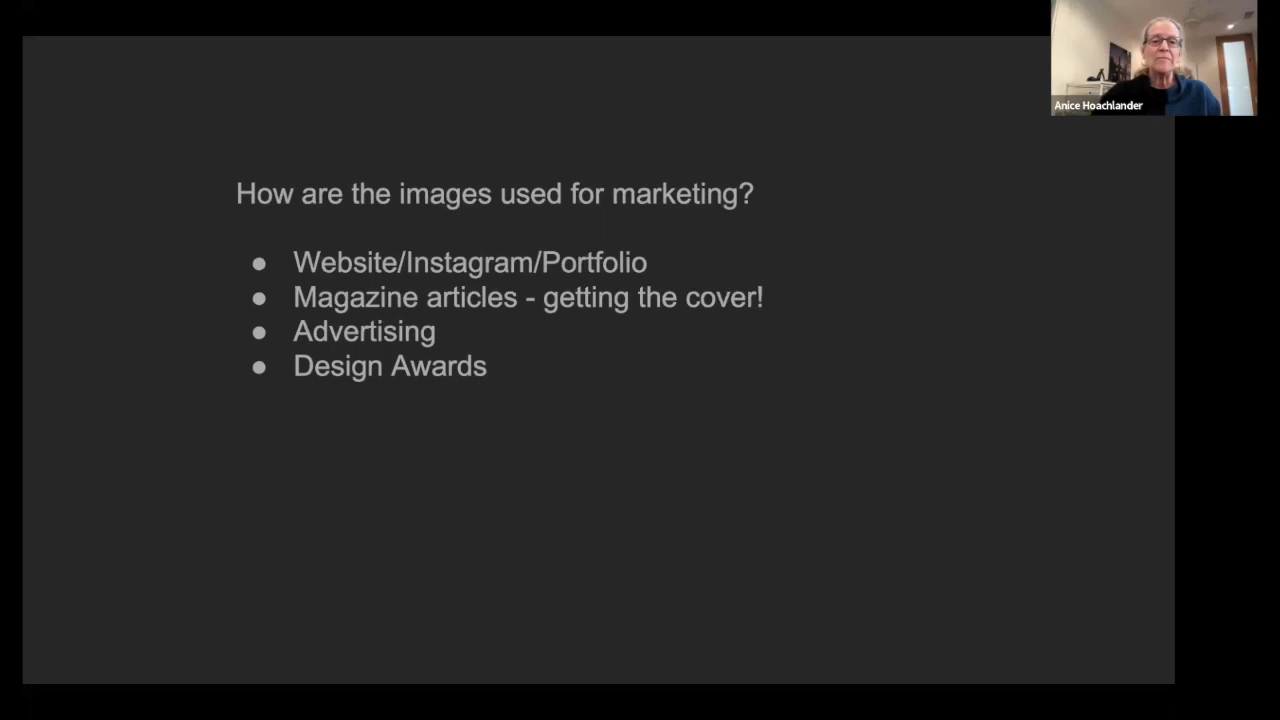 How are the images used for marketing?
● Website/Instagram/Portfolio
● Magazine articles - getting the cover!
● Advertising
● Design Awards
Anice Hoachlander